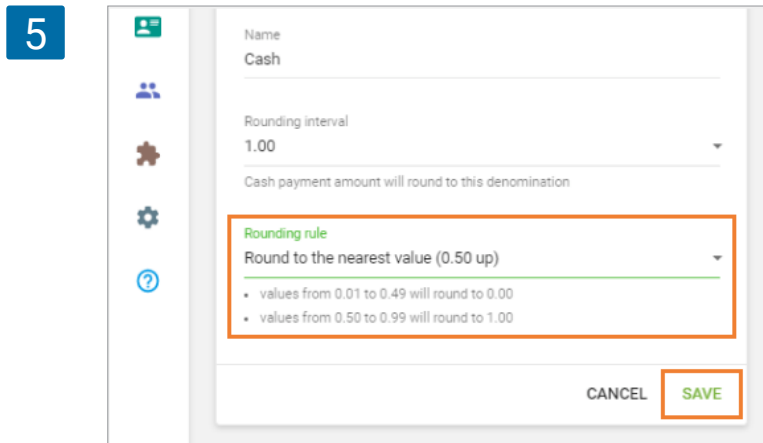 5
Name
Cash
Rounding interval
1.00
Cash payment amount will round to this denomination
Rounding rule
Round to the nearest value (0.50 up)
• values from 0.01 to 0.49 will round to 0.00
• values from 0.50 to 0.99 will round to 1.00
CANCEL SAVE